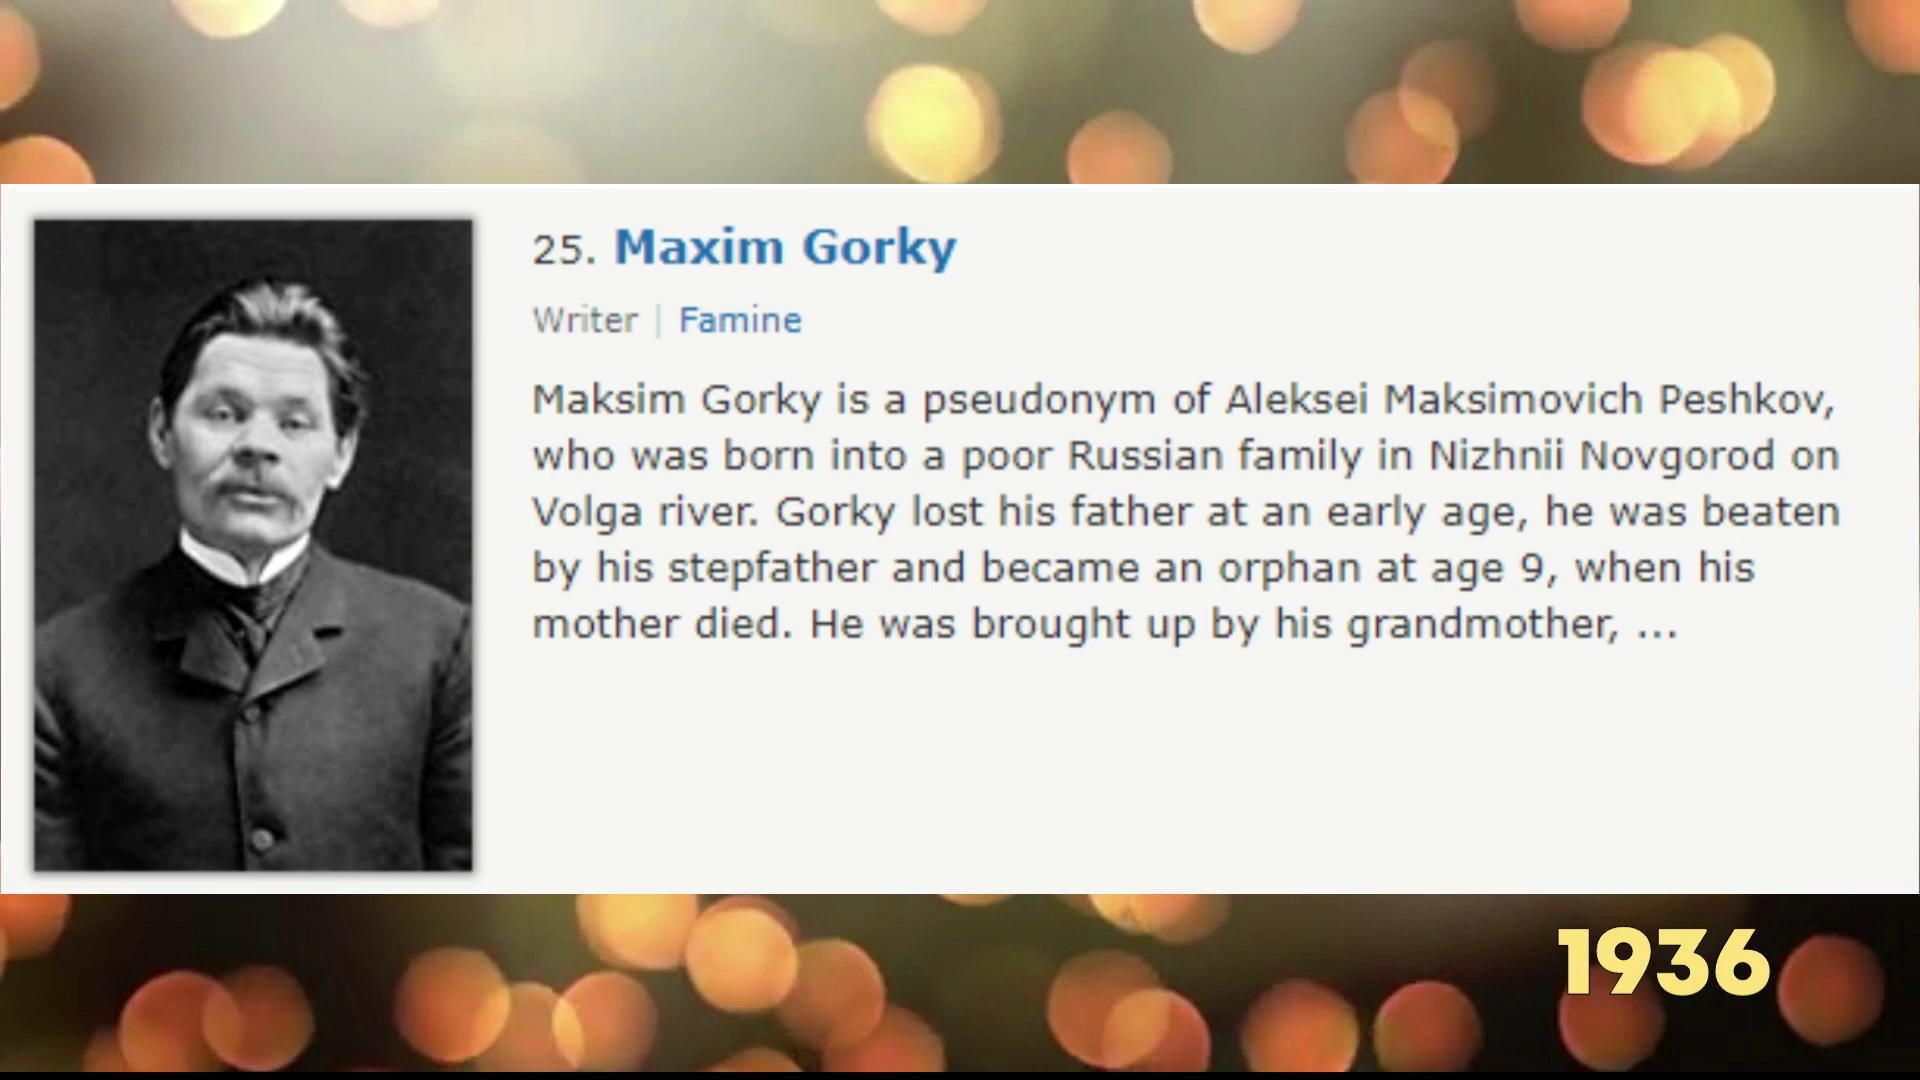 25. Maxim Gorky
Writer | Famine
Maksim Gorky is a pseudonym of Aleksei Maksimovich Peshkov,
who was born into a poor Russian family in Nizhnii Novgorod on
Volga river. Gorky lost his father at an early age, he was beaten
by his stepfather and became an orphan at age 9, when his
mother died. He was brought up by his grandmother, ...
1936